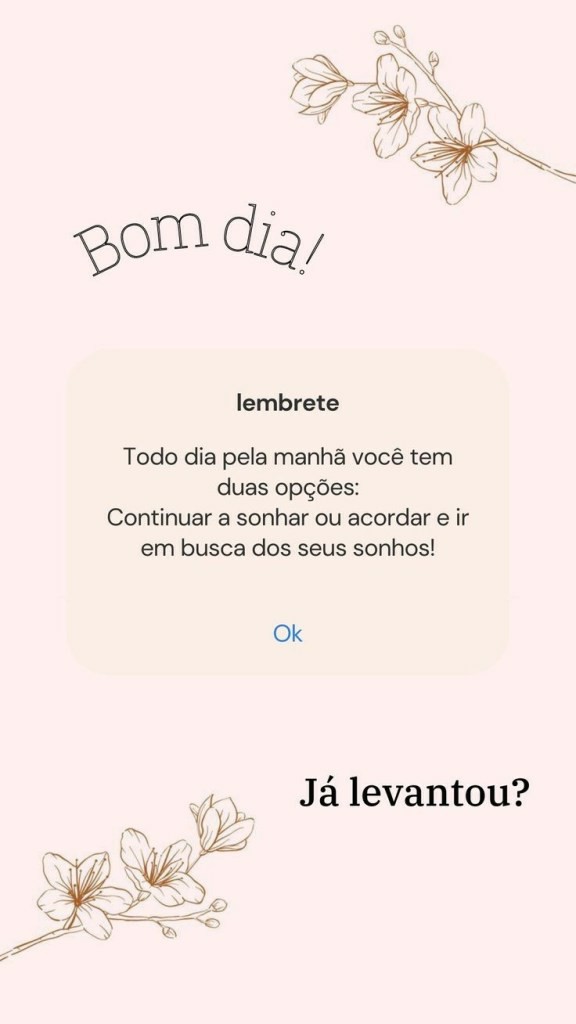 Bom dia!
lembrete
Todo dia pela manhã você tem
duas opções:
Continuar a sonhar ou acordar e ir
em busca dos seus sonhos!
Ok
Já levantou?